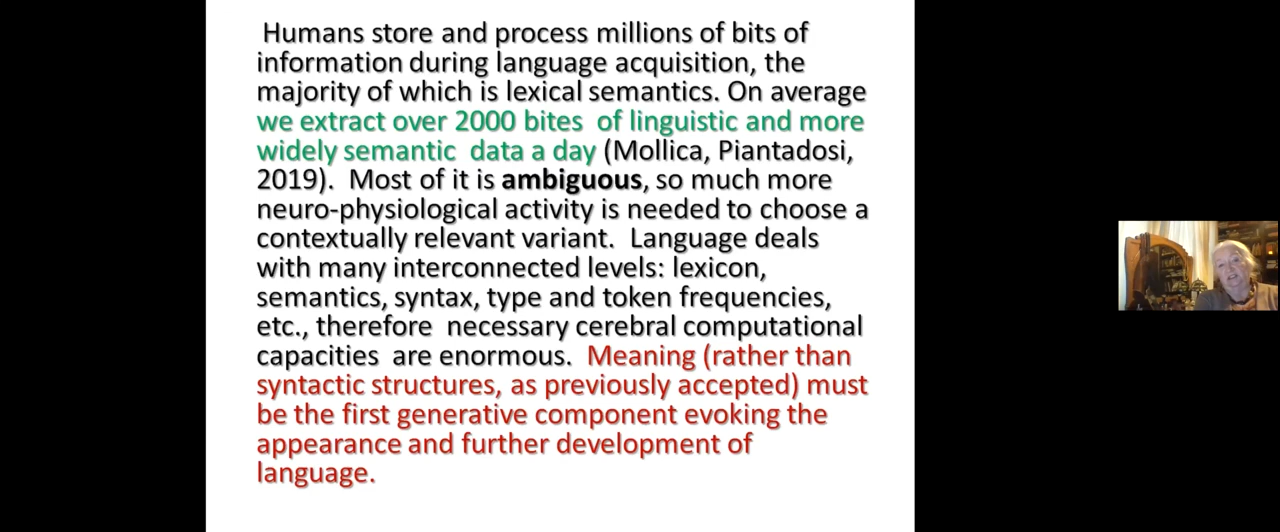 Humans store and process millions of bits of
information during language acquisition, the
majority of which is lexical semantics. On average
we extract over 2000 bites of linguistic and more
widely semantic data a day (Mollica, Piantadosi,
2019). Most of it is ambiguous, so much more
neuro-physiological activity is needed to choose a
contextually relevant variant. Language deals
with many interconnected levels: lexicon,
semantics, syntax, type and token frequencies,
etc., therefore necessary cerebral computational
capacities are enormous. Meaning (rather than
syntactic structures, as previously accepted) must
be the first generative component evoking the
appearance and further development of
language.